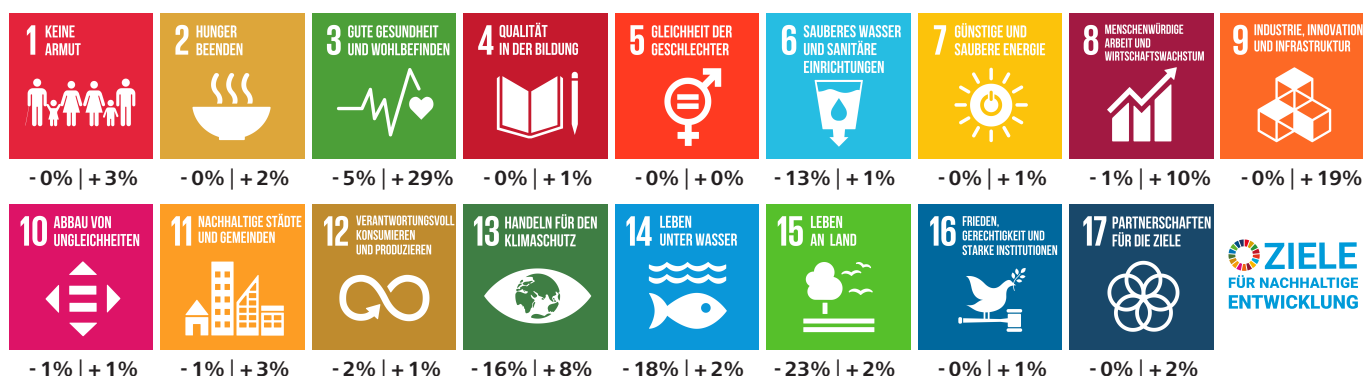 1 KEINE
ARMUT
2 HUNGER
BEENDEN
3 GUTE GESUNDHEIT
UND WOHLBEFINDEN
4 QUALITÄT
IN DER BILDUNG
5 GLEICHHEIT DER
GESCHLECHTER
6 SAUBERES WASSER
UND SANITÄRE
EINRICHTUNGEN
7 GÜNSTIGE UND
SAUBERE ENERGIE
8 MENSCHENWÜRDIGE
ARBEIT UND
WIRTSCHAFTSWACHSTUM
9 INDUSTRIE, INNOVATION
UND INFRASTRUKTUR
- 0% | + 3%
- 0% | + 2%
- 5% | + 29%
- 0% | + 1%
- 0% | + 0%
- 13% | + 1%
- 0% | + 1%
- 1% | + 10%
- 0% | + 19%
10 ABBAU VON
UNGLEICHHEITEN
11 NACHHALTIGE STÄDTE
UND GEMEINDEN
12 VERANTWORTUNGSVOLL
KONSUMIEREN
UND PRODUZIEREN
13 HANDELN FÜR DEN
KLIMASCHUTZ
14 LEBEN
UNTER WASSER
15 LEBEN
AN LAND
16 FRIEDEN,
GERECHTIGKEIT UND
STARKE INSTITUTIONEN
17 PARTNERSCHAFTEN
FÜR DIE ZIELE
ZIELE
FÜR NACHHALTIGE
ENTWICKLUNG
- 1% | + 1%
- 1% | + 3%
- 2% | + 1%
- 16% | + 8%
- 18% | + 2%
- 23% | + 2%
- 0% | + 1%
- 0% | + 2%